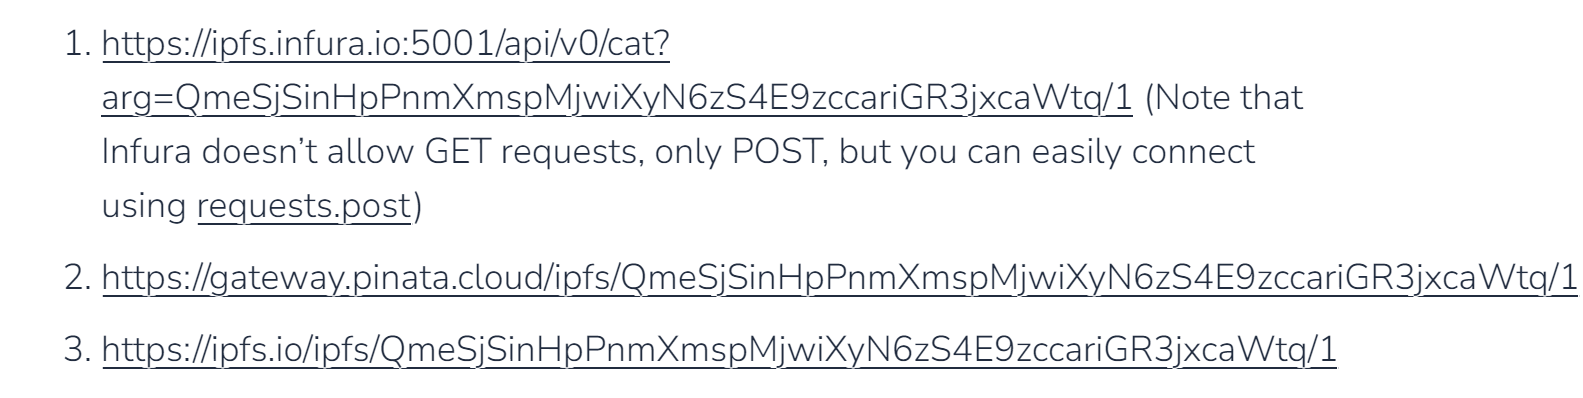 1. https://ipfs.infura.io:5001/api/v0/cat?
arg=QmeSjSinHpPnmXmspMjwiXyN6zS4E9zccariGR3jxcaWtq/1 (Note that
Infura doesn’t allow GET requests, only POST, but you can easily connect
using requests.post)
2. https://gateway.pinata.cloud/ipfs/QmeSjSinHpPnmXmspMjwiXyN6zS4E9zccariGR3jxcaWtq/1
3. https://ipfs.io/ipfs/QmeSjSinHpPnmXmspMjwiXyN6zS4E9zccariGR3jxcaWtq/1